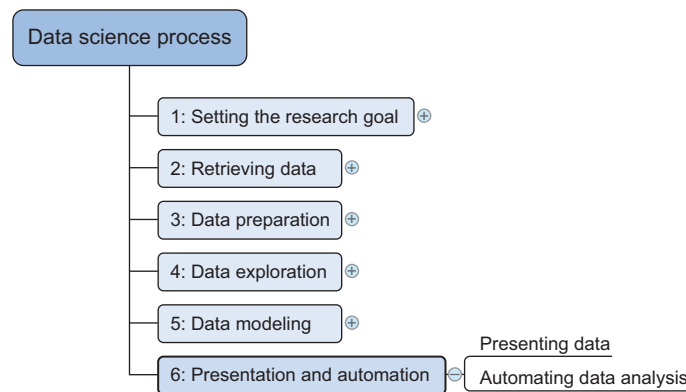 Data science process
1: Setting the research goal
2: Retrieving data
3: Data preparation
4: Data exploration
5: Data modeling
Presenting data
6: Presentation and automation
Automating data analysis